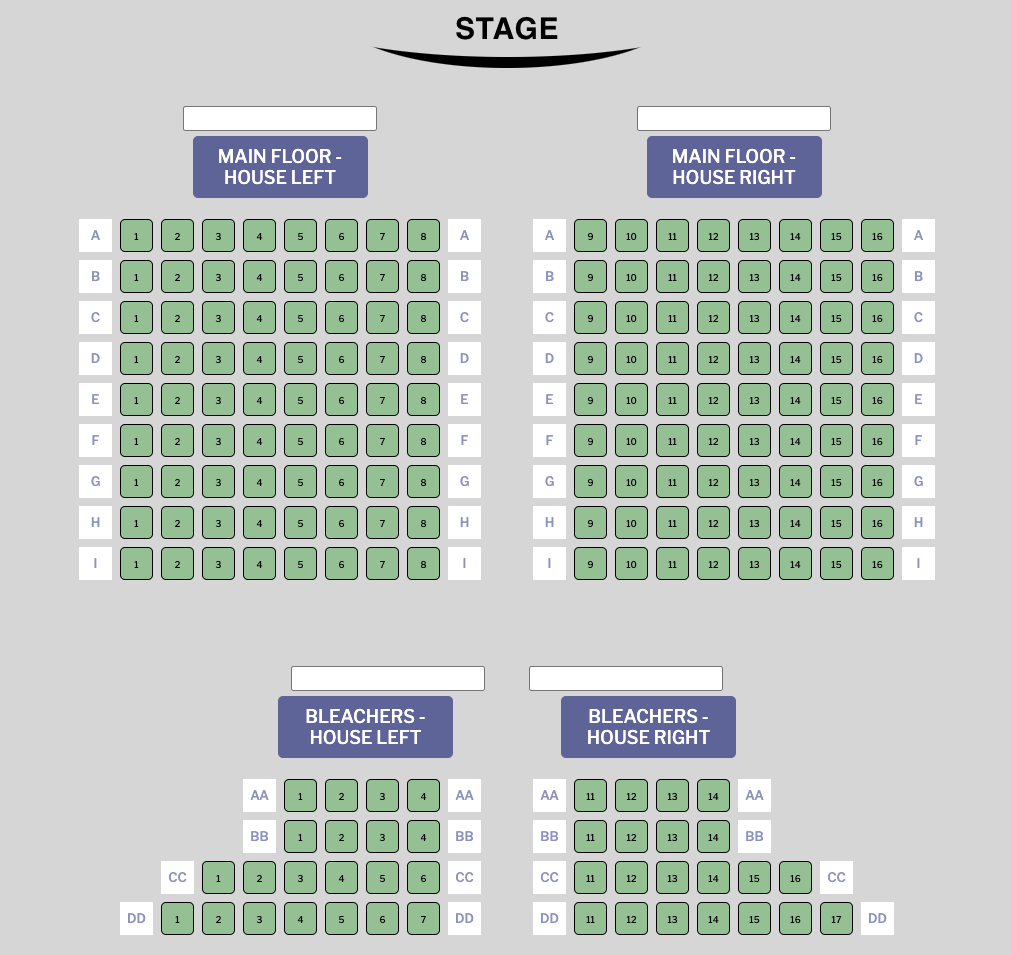 STAGE
MAIN FLOOR -
HOUSE LEFT
MAIN FLOOR -
HOUSE RIGHT
A 1 2 3 4 5 6 7 8 A A 9 10 11 12 13 14 15 16 A
B 1 2 3 4 5 6 7 8 B B 9 10 11 12 13 14 15 16 B
C 1 2 3 4 5 6 7 8 C C 9 10 11 12 13 14 15 16 C
D 1 2 3 4 5 6 7 8 D D 9 10 11 12 13 14 15 16 D
E 1 2 3 4 5 6 7 8 E E 9 10 11 12 13 14 15 16 E
F 1 2 3 4 5 6 7 8 F F 9 10 11 12 13 14 15 16 F
G 1 2 3 4 5 6 7 8 G G 9 10 11 12 13 14 15 16 G
H 1 2 3 4 5 6 7 8 H H 9 10 11 12 13 14 15 16 H
I 1 2 3 4 5 6 7 8 I I 9 10 11 12 13 14 15 16 I
BLEACHERS -
HOUSE LEFT
BLEACHERS -
HOUSE RIGHT
AA 1 2 3 4 AA AA 11 12 13 14 AA
BB 1 2 3 4 BB BB 11 12 13 14 BB
CC 1 2 3 4 5 6 CC CC 11 12 13 14 15 16 CC
DD 1 2 3 4 5 6 7 DD DD 11 12 13 14 15 16 17 DD